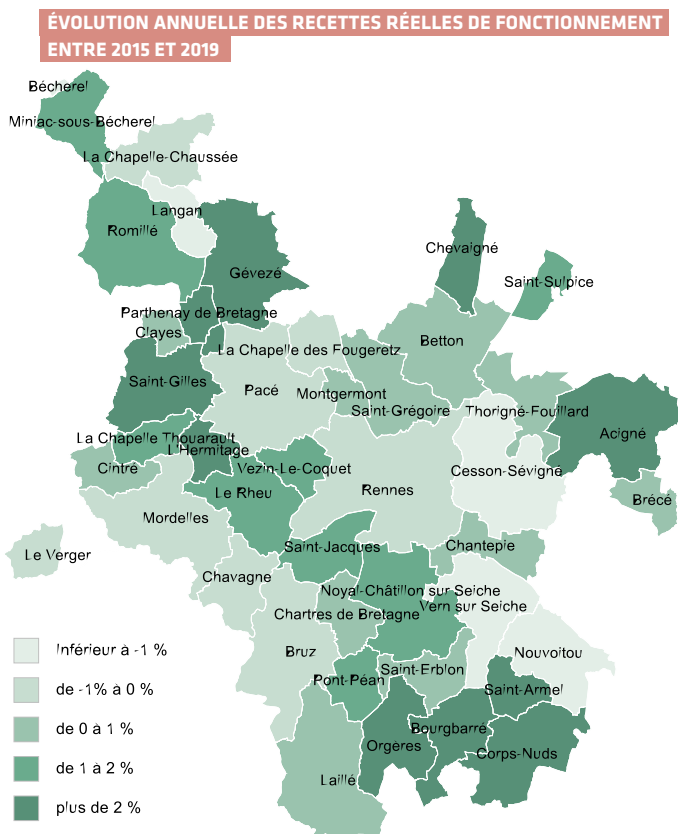 ÉVOLUTION ANNUELLE DES RECETTES RÉELLES DE FONCTIONNEMENT
ENTRE 2015 ET 2019
Bécherel
Miniac-sous-Bécherel
La Chapelle-Chaussée
Langan
Romillé
Gévezé
Chevaigné
Saint-Sulpice
Parthenay de Bretagne
Clayes
La Chapelle des Fougeretz
Betton
Saint-Gilles
Pacé
Montgermont
Saint-Grégoire
Thorigné-Fouillard
Acigné
La Chapelle Thouarault
L'Hermitage
Cintré
Vezin-Le-Coquet
Cesson-Sévigné
Le Rheu
Rennes
Brécé
Mordelles
Saint-Jacques
Chantepie
Le Verger
Chavagne
Noyal-Châtillon sur Seiche
Vern sur Seiche
Chartres de Bretagne
Bruz
Nouvoitou
Saint-Erblon
Pont-Péan
Saint-Armel
Bourgbarré
Orgères
Corps-Nuds
Laillé
Inférieur à -1 %
de -1% à 0 %
de 0 à 1 %
de 1 à 2 %
plus de 2 %